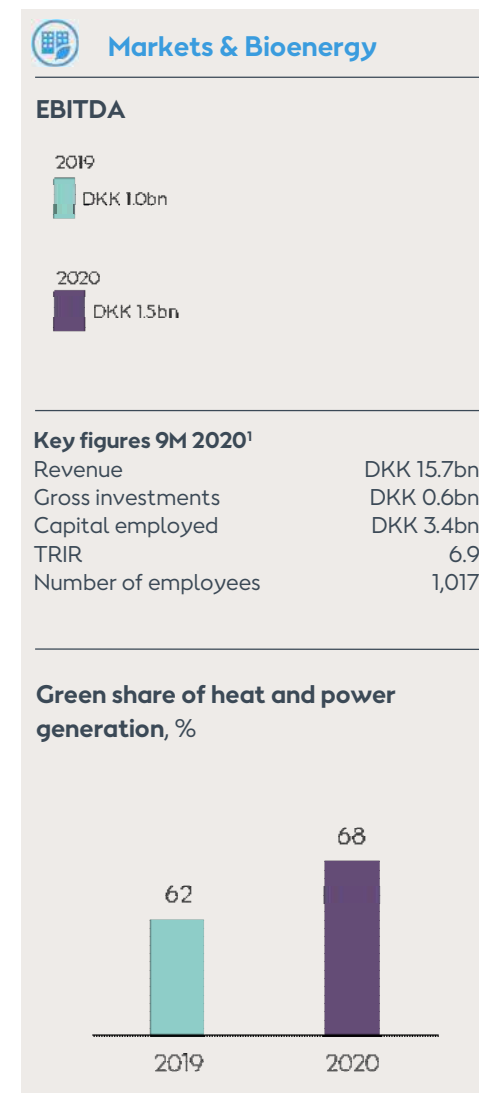 Markets & Bioenergy
EBITDA
2019
DKK 1.0bn
2020
DKK 1.5bn
Key figures 9M 2020¹
Revenue DKK 15.7bn
Gross investments DKK 0.6bn
Capital employed DKK 3.4bn
TRIR 6.9
Number of employees 1,017
Green share of heat and power
generation, %
62
68
2019 2020